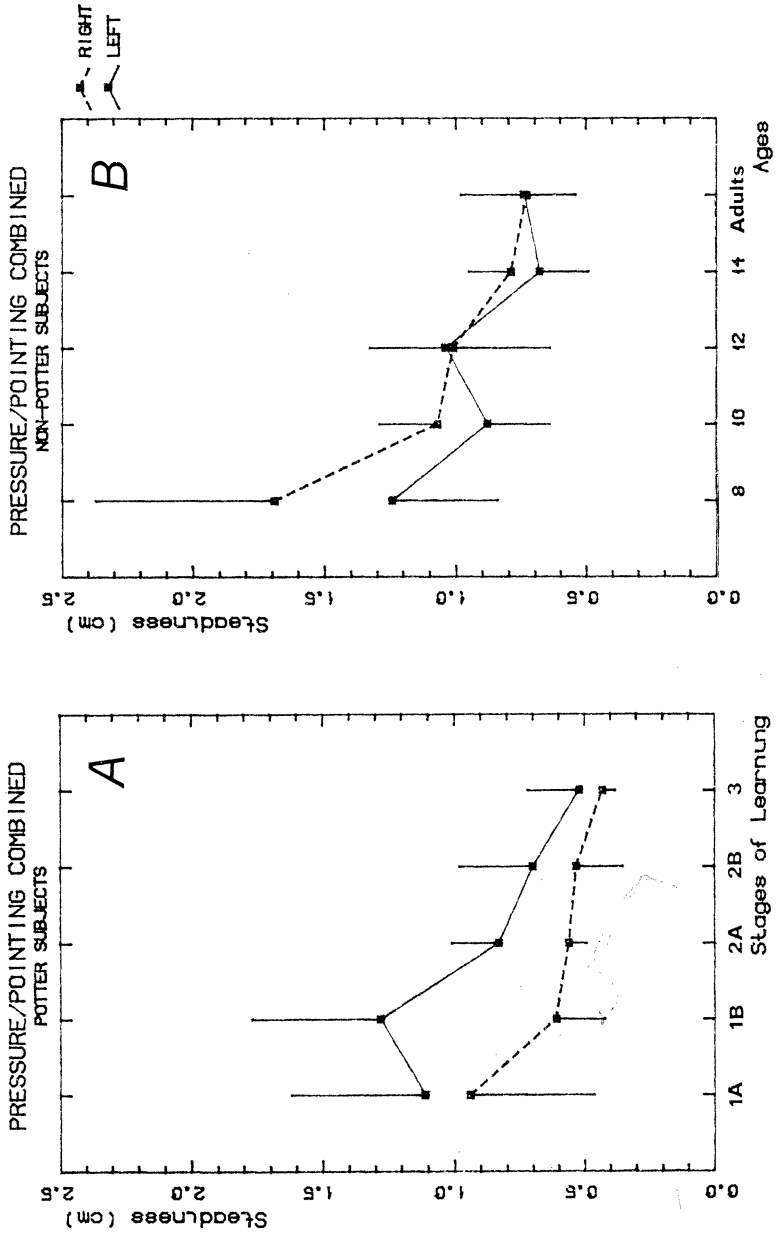 PRESSURE/POINTING COMBINED
POTTER SUBJECTS
A
Steadiness (cm)
2.5
2.0
1.5
1.0
0.5
0.0
1A 1B 2A 2B 3
Stages of Learning
PRESSURE/POINTING COMBINED
NON-POTTER SUBJECTS
B
RIGHT
LEFT
Steadiness (cm)
2.5
2.0
1.5
1.0
0.5
0.0
8 10 12 14 Adults
Ages